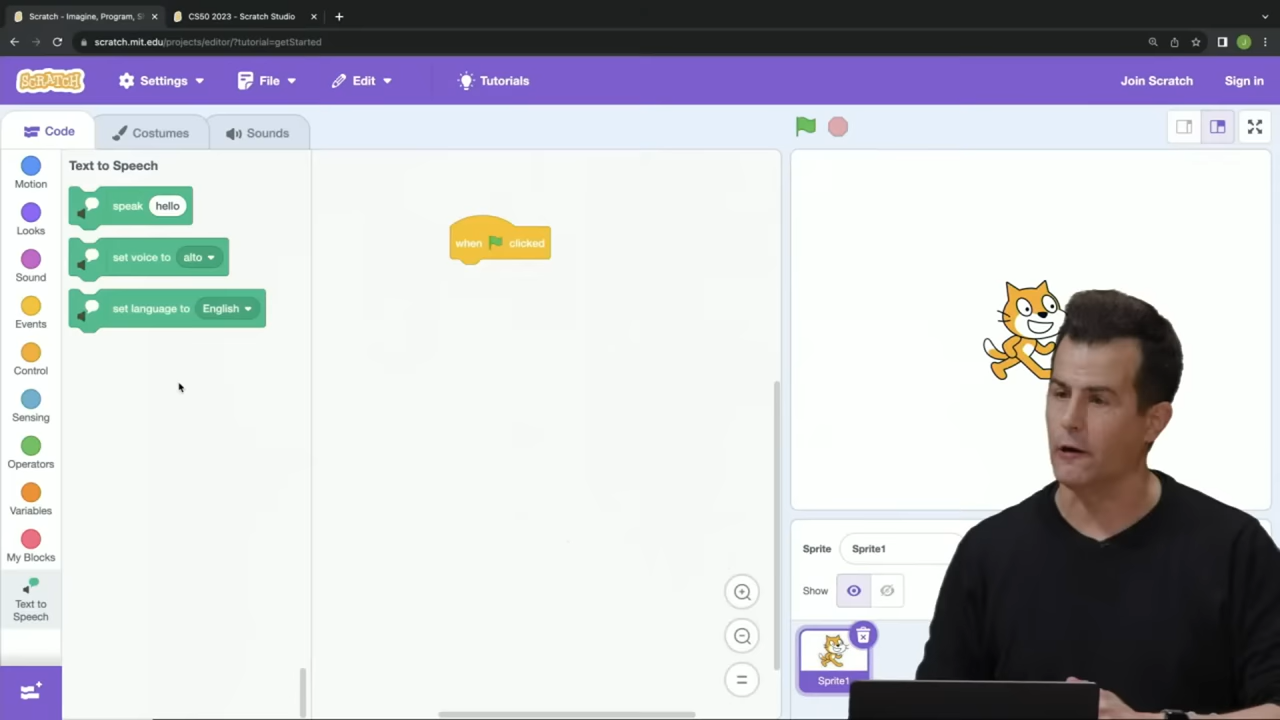 Scratch - Imagine, Program, S
CS50 2023 - Scratch Studio
scratch.mit.edu/projects/editor/?tutorial=getStarted
J
SCRATCH
Settings
File
Edit
Tutorials
Join Scratch
Sign in
Code
Costumes
Sounds
Motion
Looks
Sound
Events
Control
Sensing
Operators
Variables
My Blocks
Text to
Speech
Text to Speech
speak hello
set voice to alto
set language to English
when clicked
Sprite
Sprite1
Show
Sprite1